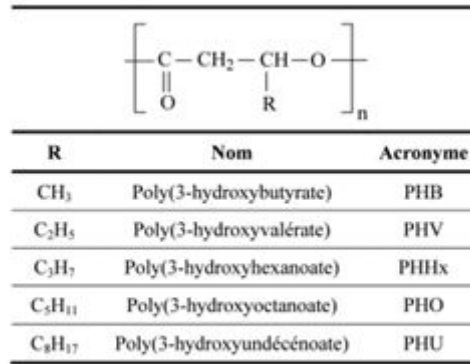 C — CH₂ — CH — O
O
R
n
R Nom Acronyme
CH₃ Poly(3-hydroxybutyrate) PHB
C₂H₅ Poly(3-hydroxyvalérate) PHV
C₃H₇ Poly(3-hydroxyhexanoate) PHHx
C₅H₁₁ Poly(3-hydroxyoctanoate) PHO
C₈H₁₇ Poly(3-hydroxyundécénoate) PHU